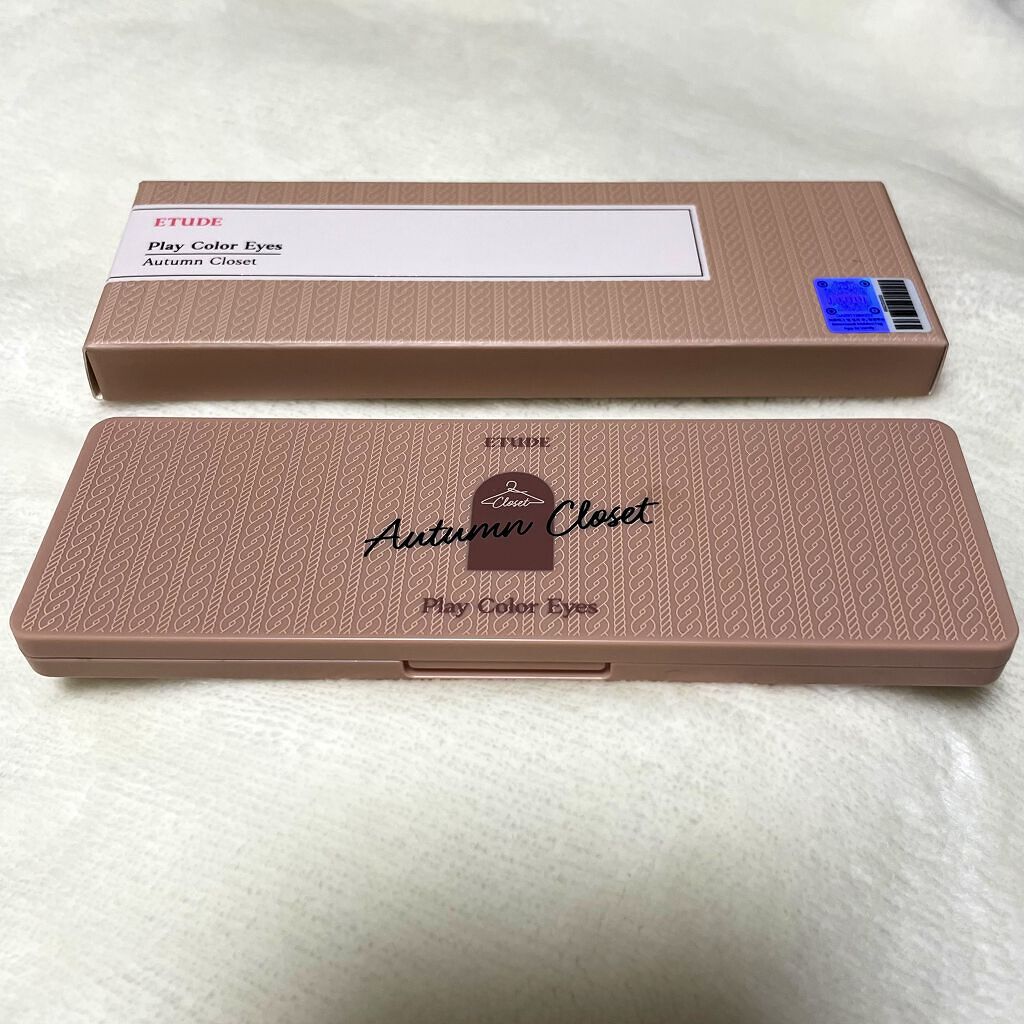 ETUDE
Play Color Eyes
Autumn Closet
ETUDE
Closet
Autumn Closet
Play Color Eyes